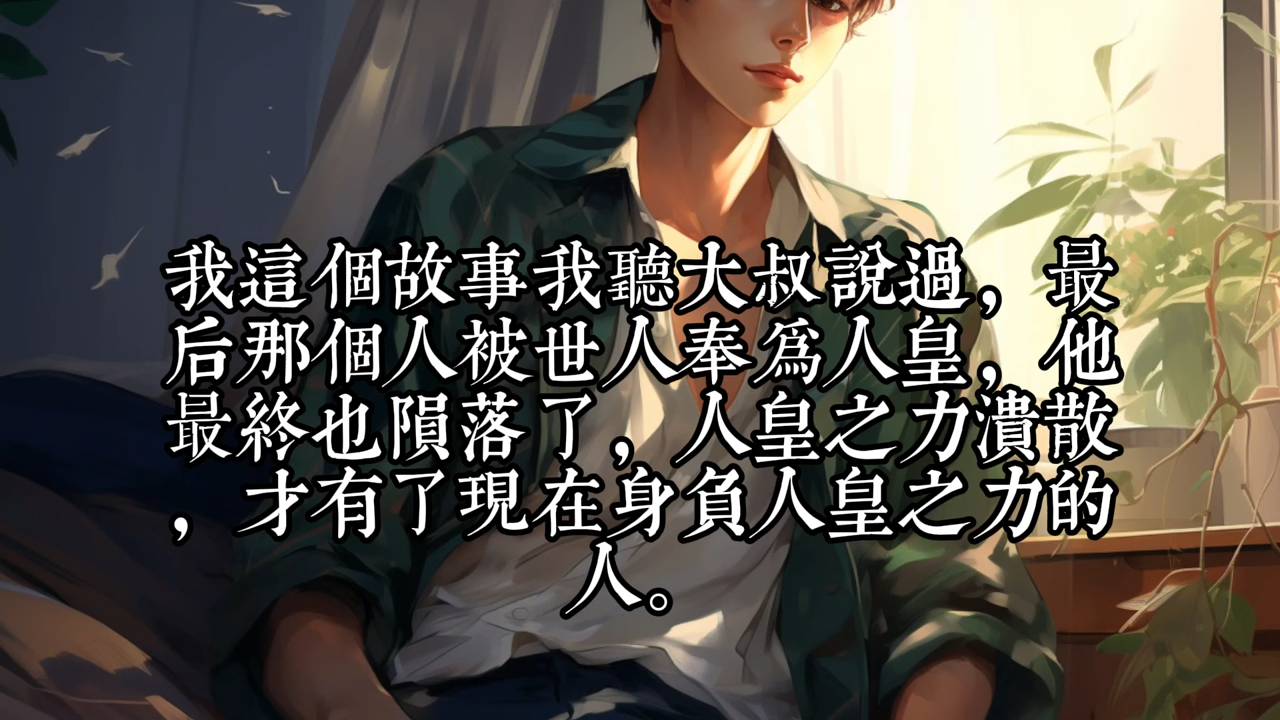 我這個故事我聽大叔說過，最
后那個人被世人奉爲人皇，他
最終也隕落了，人皇之力潰散
，才有了現在身負人皇之力的
人。